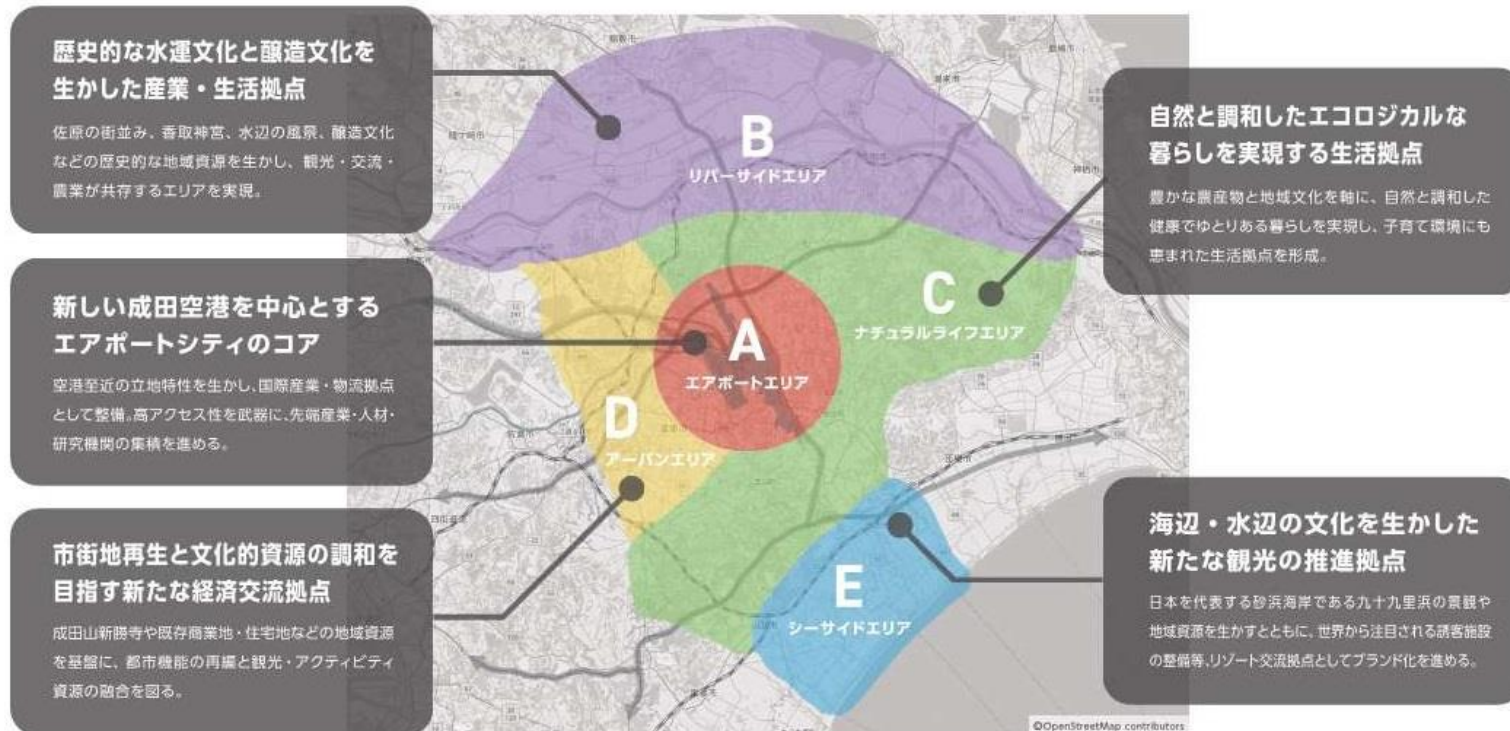 歴史的な水運文化と醸造文化を
生かした産業・生活拠点
佐原の街並み、香取神宮、水辺の風景、醸造文化
などの歴史的な地域資源を生かし、観光・交流・
農業が共存するエリアを実現。
新しい成田空港を中心とする
エアポートシティのコア
空港至近の立地特性を生かし、国際産業・物流拠点
として整備。高アクセス性を武器に、先端産業・人材・
研究機関の集積を進める。
市街地再生と文化的資源の調和を
目指す新たな経済交流拠点
成田山新勝寺や既存商業地・住宅地などの地域資源
を基盤に、都市機能の再編と観光・アクティビティ
資源の融合を図る。
B
リバーサイドエリア
C
ナチュラルライフエリア
A
エアポートエリア
D
アーバンエリア
E
シーサイドエリア
自然と調和したエコロジカルな
暮らしを実現する生活拠点
豊かな農産物と地域文化を軸に、自然と調和した
健康でゆとりある暮らしを実現し、子育て環境にも
恵まれた生活拠点を形成。
海辺・水辺の文化を生かした
新たな観光の推進拠点
日本を代表する砂浜海岸である九十九里浜の景観や
地域資源を生かすとともに、世界から注目される誘客施設
の整備等、リゾート交流拠点としてブランド化を進める。
©OpenStreetMap contributors